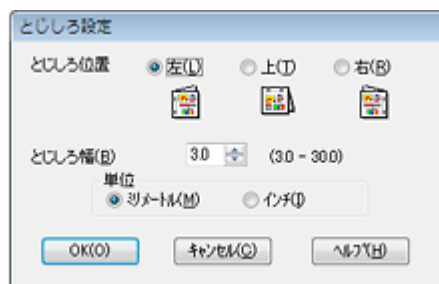 とじしろ設定
とじしろ位置 左(L) 上(T) 右(R)
とじしろ幅(B) 3.0 (3.0 - 30.0)
単位
ミリメートル(M) インチ(I)
OK(O) キャンセル(C) ヘルプ(H)